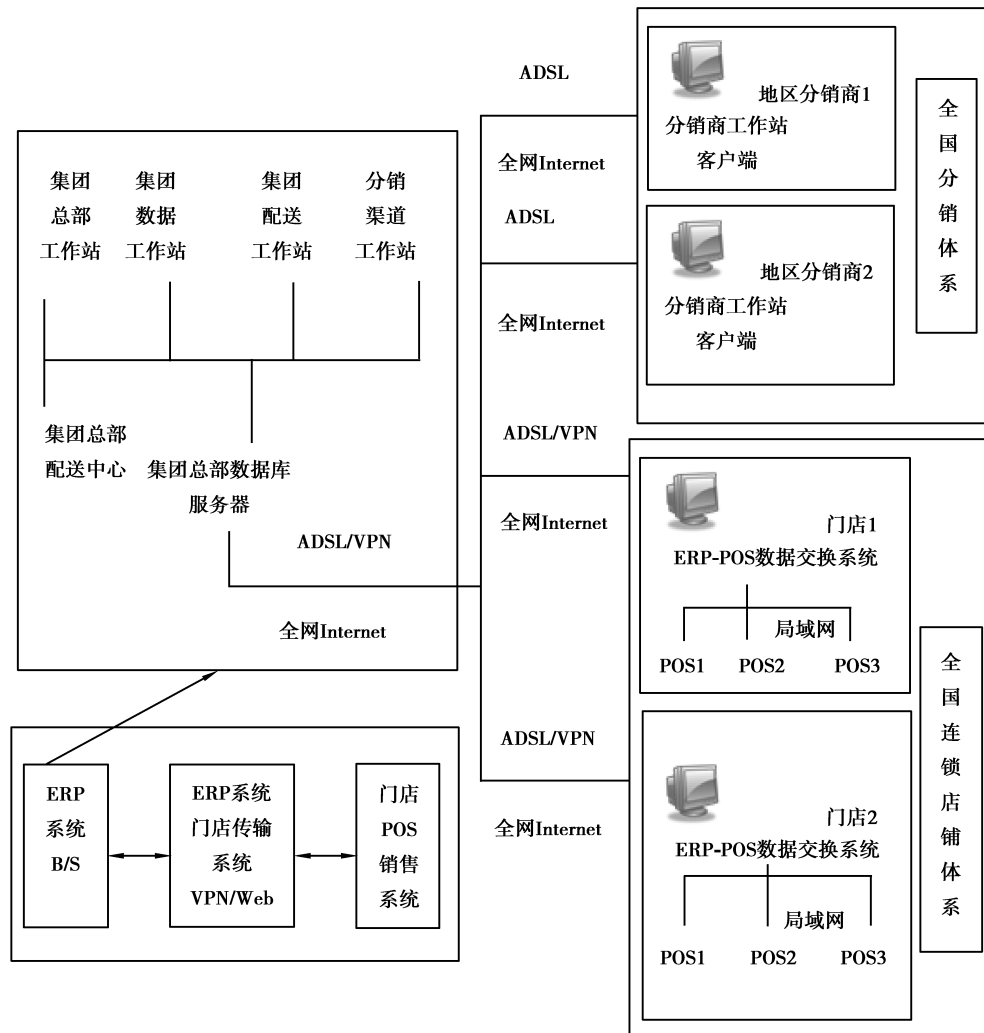 集团
总部
工作站
集团
数据
工作站
集团
配送
工作站
分销
渠道
工作站
集团总部
配送中心
集团总部数据库
服务器
ADSL/VPN
全网Internet
ERP
系统
B/S
ERP系统
门店传输
系统
VPN/Web
门店
POS
销售
系统
ADSL
全网Internet
ADSL
全网Internet
ADSL/VPN
全网Internet
ADSL/VPN
全网Internet
地区分销商1
分销商工作站
客户端
地区分销商2
分销商工作站
客户端
全国分销体系
门店1
ERP-POS数据交换系统
局域网
POS1 POS2 POS3
门店2
ERP-POS数据交换系统
局域网
POS1 POS2 POS3
全国连锁店铺体系